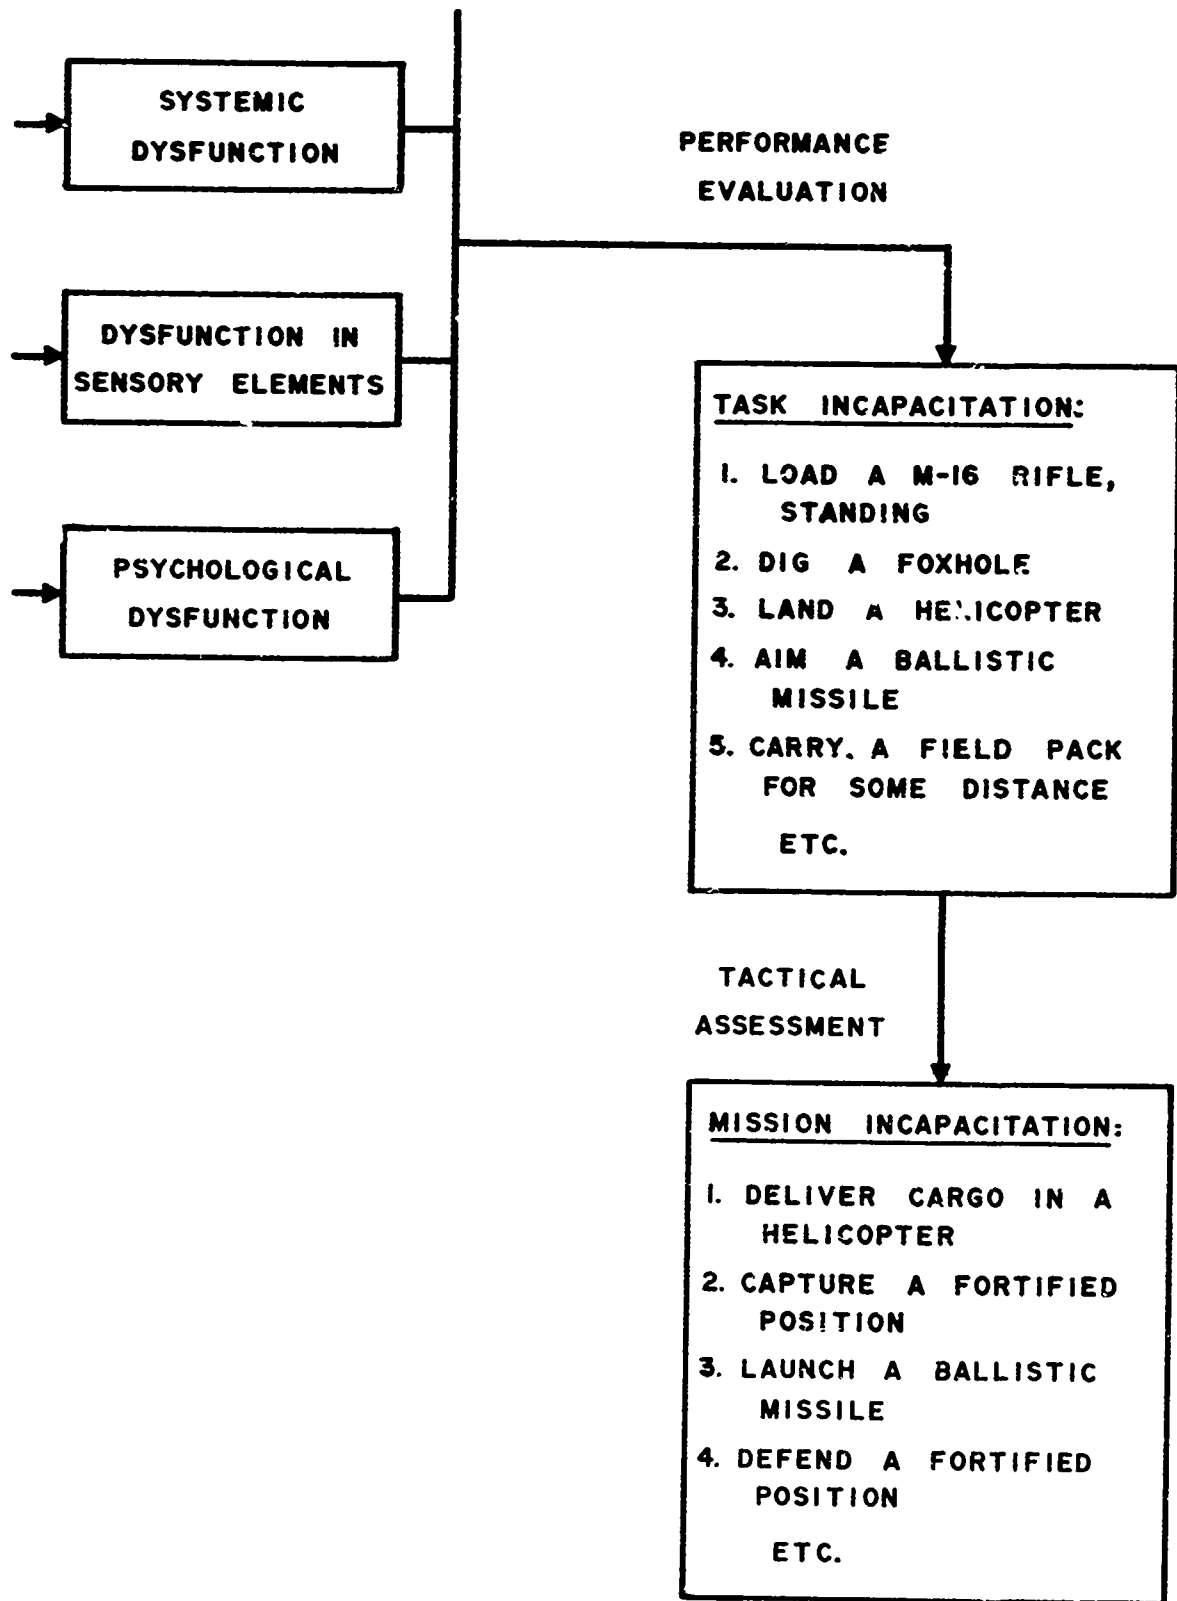 SYSTEMIC
DYSFUNCTION
PERFORMANCE
EVALUATION
DYSFUNCTION IN
SENSORY ELEMENTS
PSYCHOLOGICAL
DYSFUNCTION
TASK INCAPACITATION:
1. LOAD A M-16 RIFLE,
STANDING
2. DIG A FOXHOLE
3. LAND A HELICOPTER
4. AIM A BALLISTIC
MISSILE
5. CARRY. A FIELD PACK
FOR SOME DISTANCE
ETC.
TACTICAL
ASSESSMENT
MISSION INCAPACITATION:
1. DELIVER CARGO IN A
HELICOPTER
2. CAPTURE A FORTIFIED
POSITION
3. LAUNCH A BALLISTIC
MISSILE
4. DEFEND A FORTIFIED
POSITION
ETC.